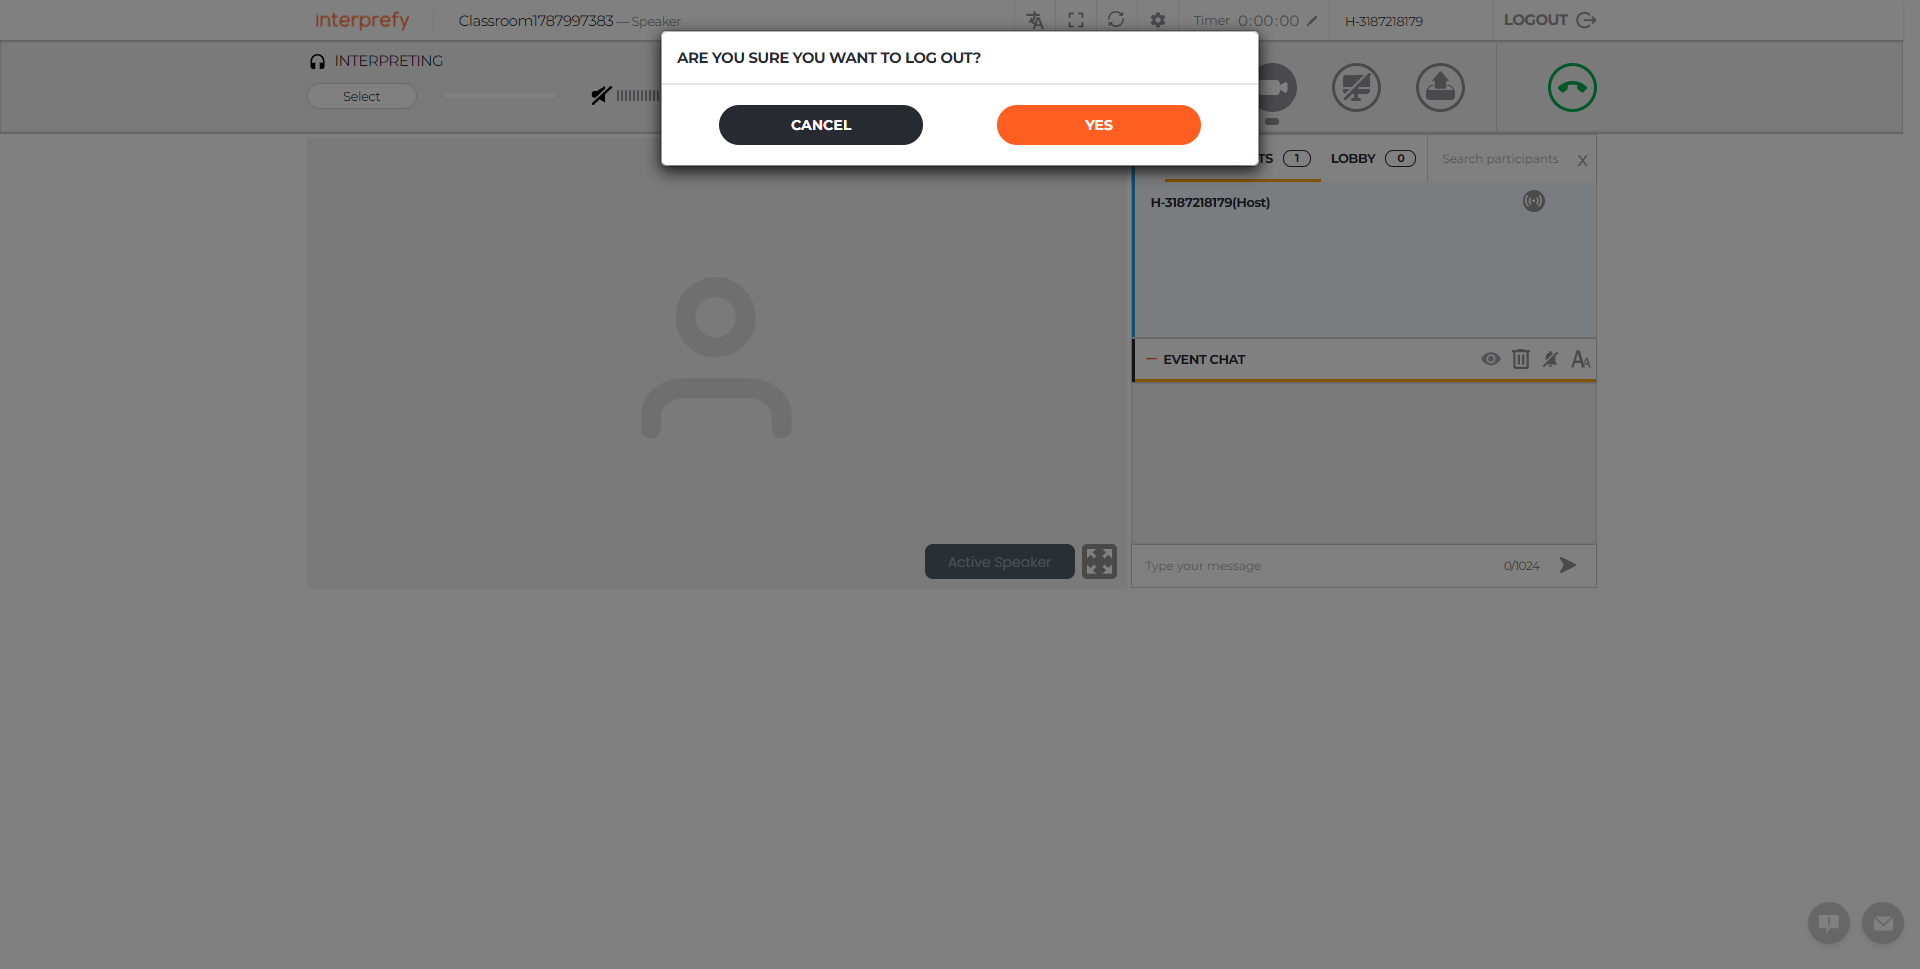 interprefy
Classroom1787997383 — Speaker
Timer 0:00:00
H-3187218179
LOGOUT
ARE YOU SURE YOU WANT TO LOG OUT?
CANCEL
YES
INTERPRETING
Select
TS 1
LOBBY 0
Search participants X
H-3187218179(Host)
EVENT CHAT
Active Speaker
Type your message
0/1024